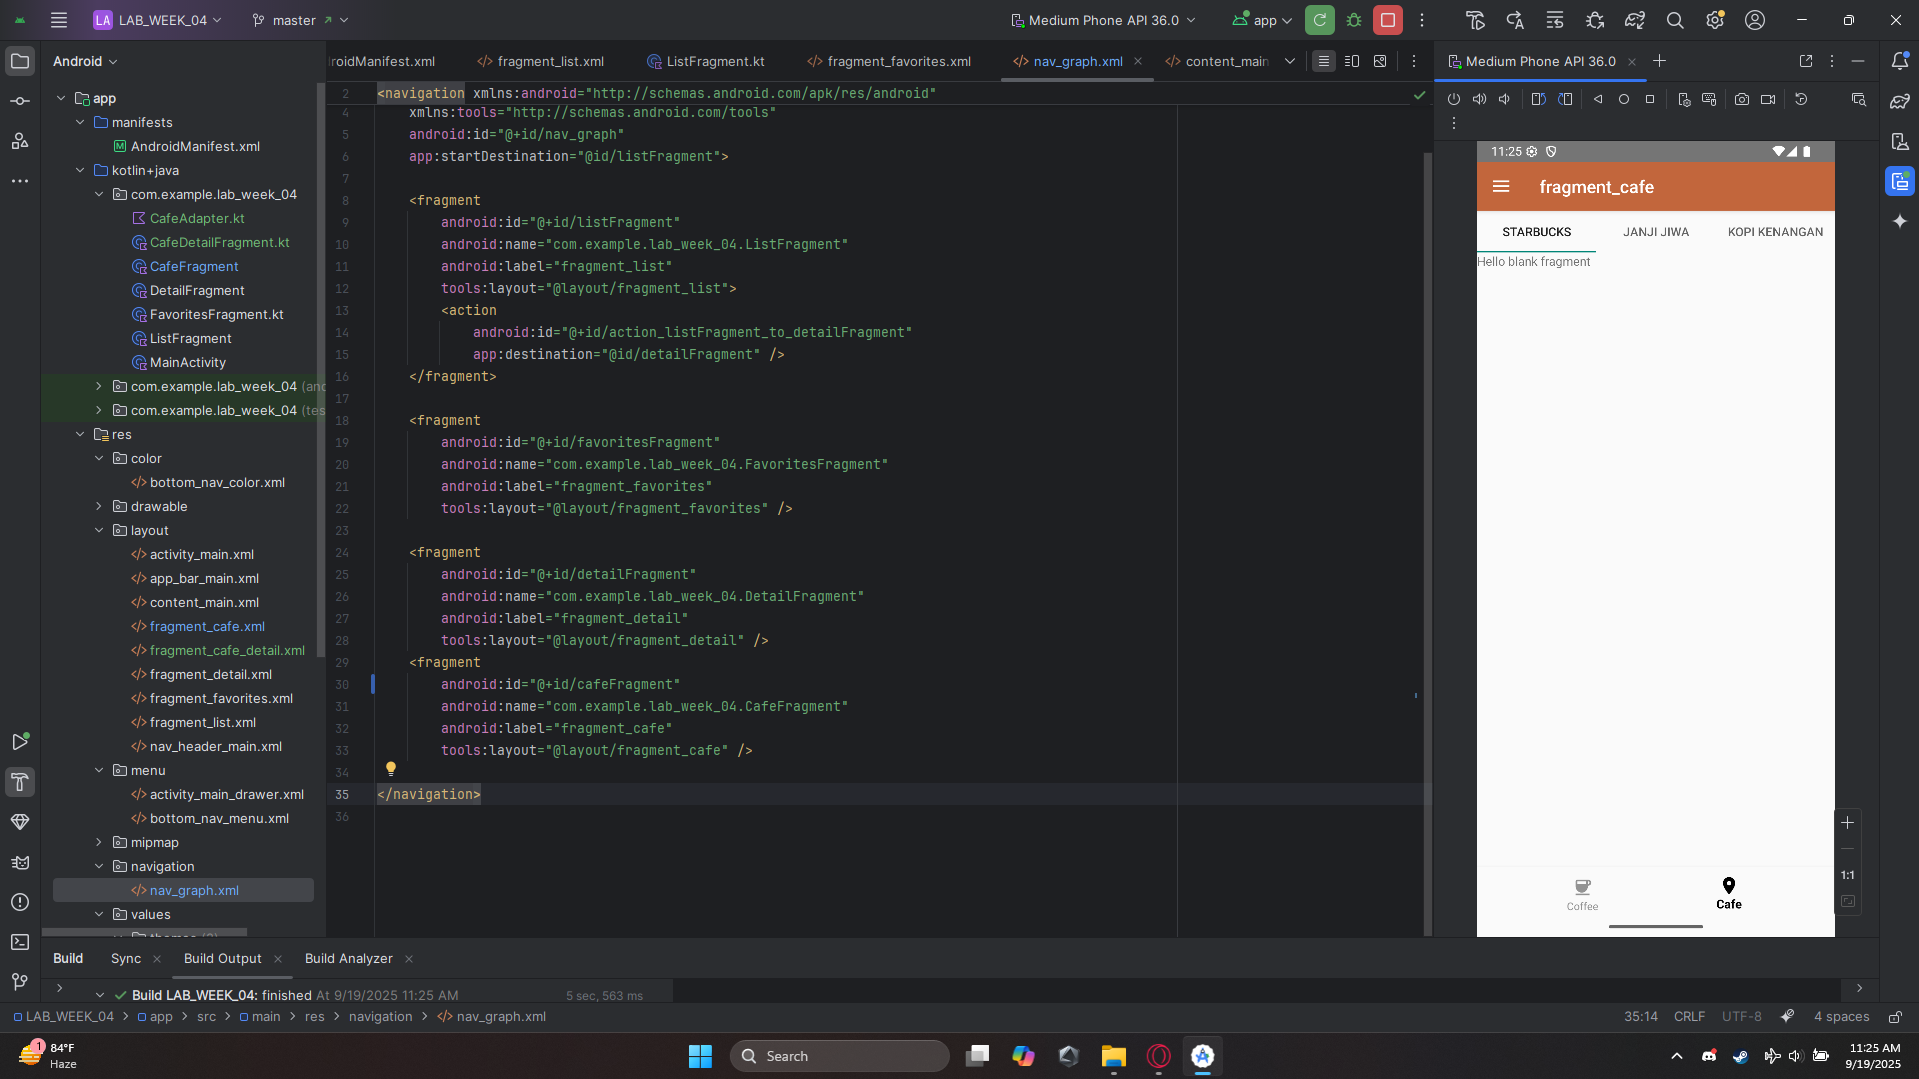 LA LAB_WEEK_04
master
Medium Phone API 36.0
app
Android
app
manifests
AndroidManifest.xml
kotlin+java
com.example.lab_week_04
CafeAdapter.kt
CafeDetailFragment.kt
CafeFragment
DetailFragment
FavoritesFragment.kt
ListFragment
MainActivity
com.example.lab_week_04 (and
com.example.lab_week_04 (tes
res
color
bottom_nav_color.xml
drawable
layout
activity_main.xml
app_bar_main.xml
content_main.xml
fragment_cafe.xml
fragment_cafe_detail.xml
fragment_detail.xml
fragment_favorites.xml
fragment_list.xml
nav_header_main.xml
menu
activity_main_drawer.xml
bottom_nav_menu.xml
mipmap
navigation
nav_graph.xml
values
roidManifest.xml
fragment_list.xml
ListFragment.kt
fragment_favorites.xml
nav_graph.xml
content_main
2 <navigation xmlns:android="http://schemas.android.com/apk/res/android"
4 xmlns:tools="http://schemas.android.com/tools"
5 android:id="@+id/nav_graph"
6 app:startDestination="@id/listFragment">
7
8 <fragment
9 android:id="@+id/listFragment"
10 android:name="com.example.lab_week_04.ListFragment"
11 android:label="fragment_list"
12 tools:layout="@layout/fragment_list">
13 <action
14 android:id="@+id/action_listFragment_to_detailFragment"
15 app:destination="@id/detailFragment" />
16 </fragment>
17
18 <fragment
19 android:id="@+id/favoritesFragment"
20 android:name="com.example.lab_week_04.FavoritesFragment"
21 android:label="fragment_favorites"
22 tools:layout="@layout/fragment_favorites" />
23
24 <fragment
25 android:id="@+id/detailFragment"
26 android:name="com.example.lab_week_04.DetailFragment"
27 android:label="fragment_detail"
28 tools:layout="@layout/fragment_detail" />
29 <fragment
30 android:id="@+id/cafeFragment"
31 android:name="com.example.lab_week_04.CafeFragment"
32 android:label="fragment_cafe"
33 tools:layout="@layout/fragment_cafe" />
34
35 </navigation>
36
Medium Phone API 36.0
11:25
fragment_cafe
STARBUCKS JANJI JIWA KOPI KENANGAN
Hello blank fragment
Coffee
Cafe
1:1
Build
Sync
Build Output
Build Analyzer
Build LAB_WEEK_04: finished At 9/19/2025 11:25 AM
5 sec, 563 ms
LAB_WEEK_04 > app > src > main > res > navigation > nav_graph.xml
35:14 CRLF UTF-8 4 spaces
1
84°F
Haze
Search
11:25 AM
9/19/2025